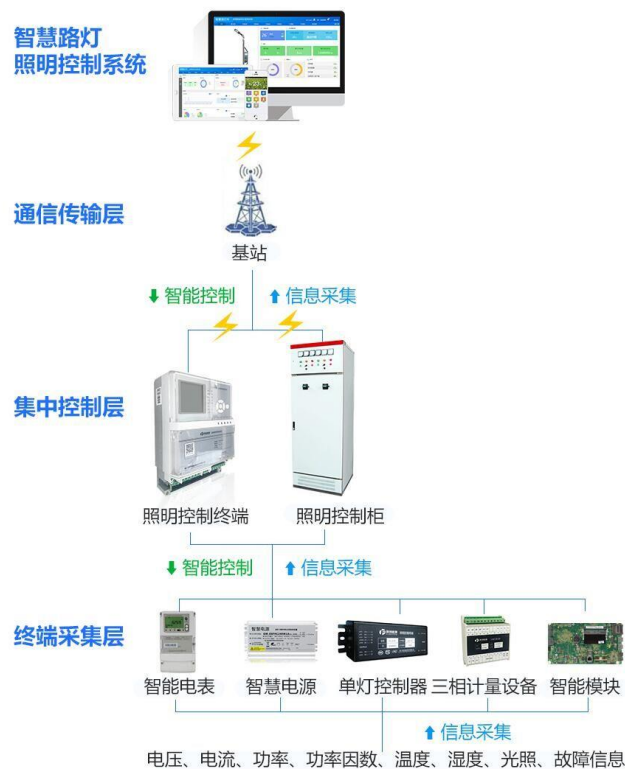 智慧路灯
照明控制系统
通信传输层
基站
智能控制
信息采集
集中控制层
照明控制终端
照明控制柜
智能控制
信息采集
终端采集层
智慧电源
智能电表
智慧电源
单灯控制器
三相计量设备
智能模块
信息采集
电压、电流、功率、功率因数、温度、湿度、光照、故障信息